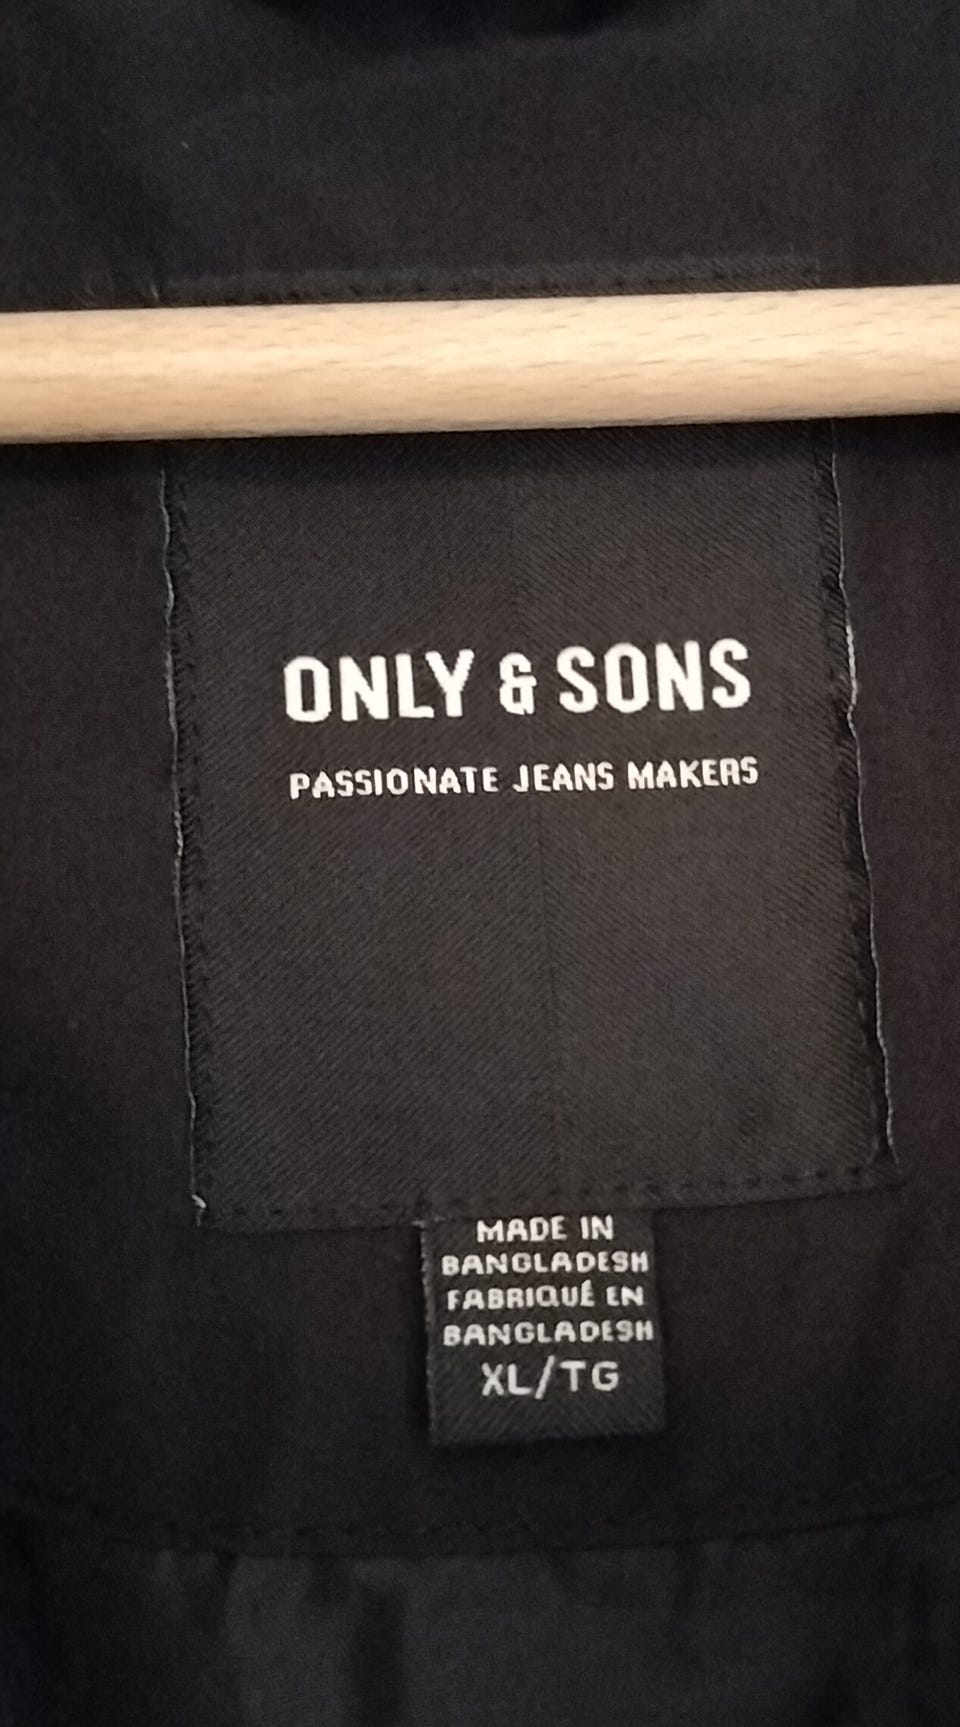 ONLY & SONS
PASSIONATE JEANS MAKERS
MADE IN
BANGLADESH
FABRIQUÉ EN
BANGLADESH
XL/TG